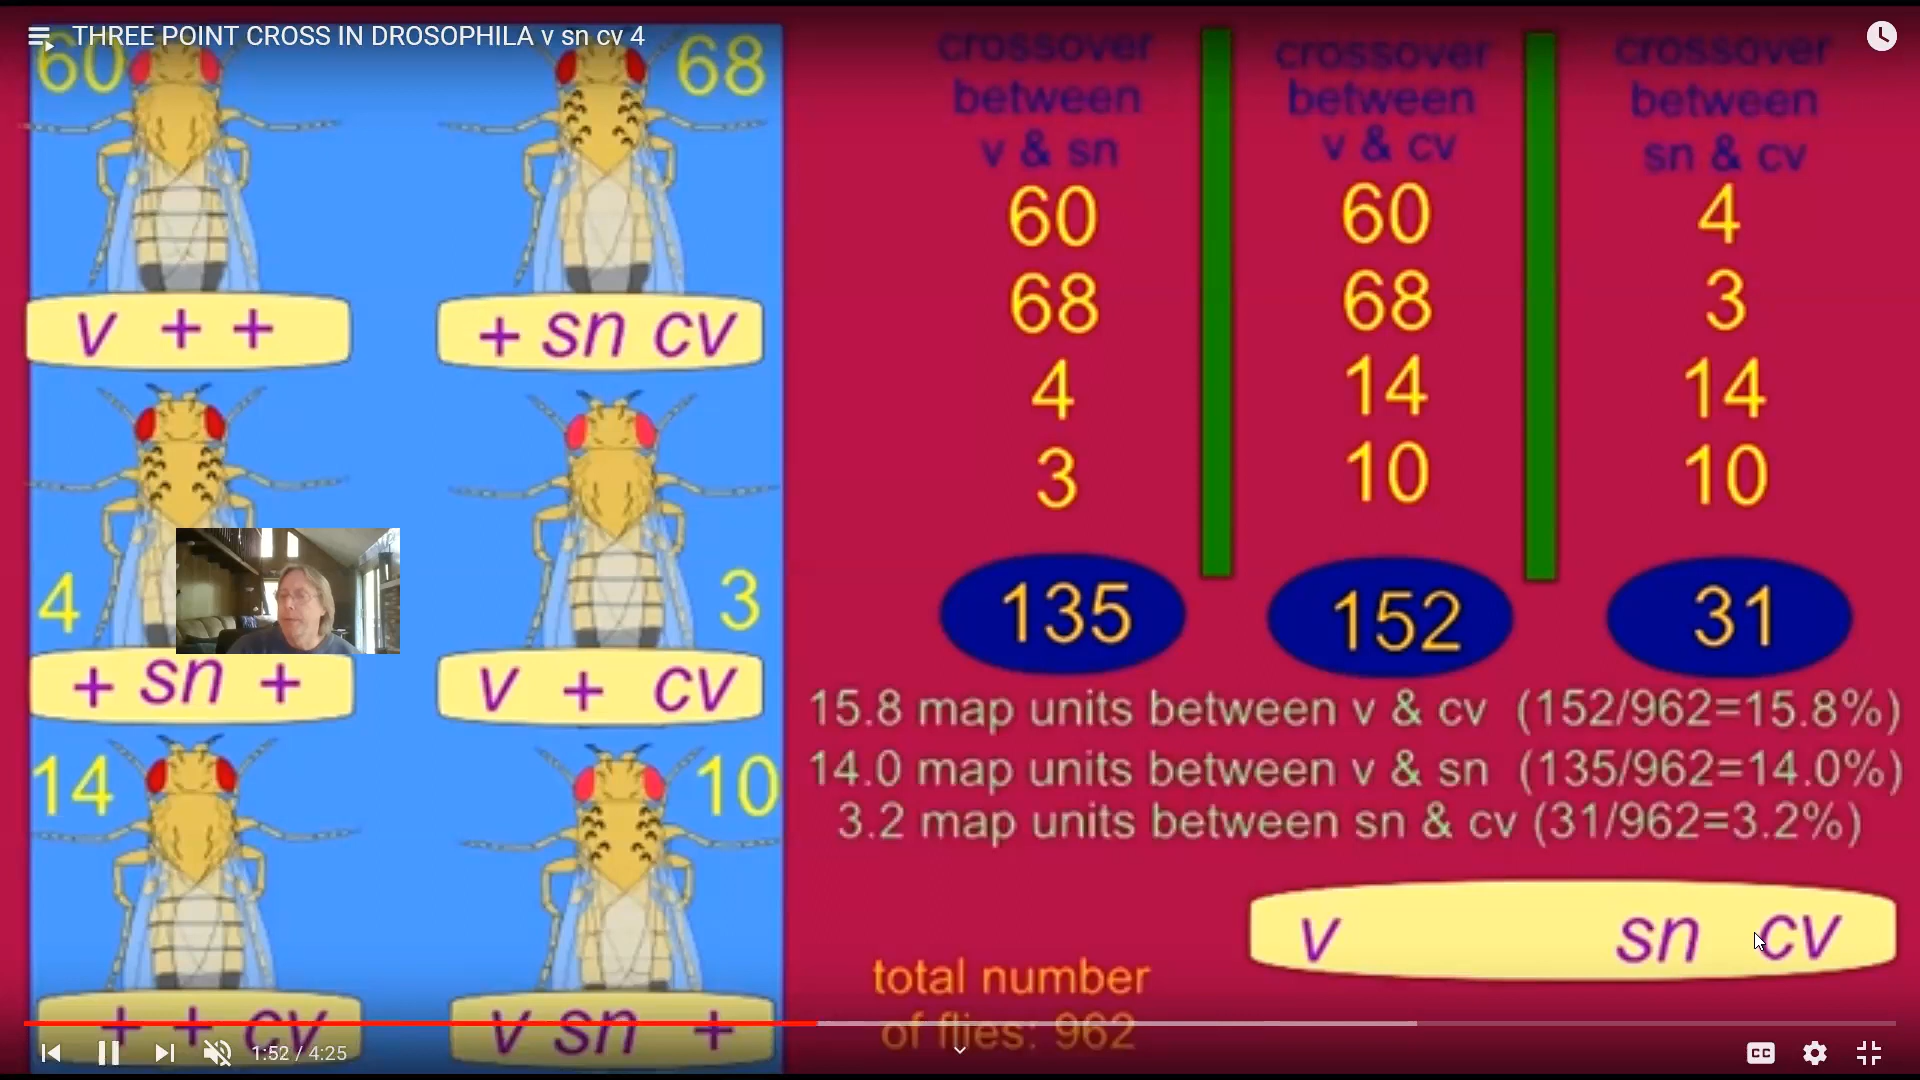 THREE POINT CROSS IN DROSOPHILA v sn cv 4
60
68
v + +
+ sn cv
4
3
+ sn +
v + cv
14
10
+ + cv
v sn +
crossover
between
v & sn
60
68
4
3
135
crossover
between
v & cv
60
68
14
10
152
crossover
between
sn & cv
4
3
14
10
31
15.8 map units between v & cv (152/962=15.8%)
14.0 map units between v & sn (135/962=14.0%)
3.2 map units between sn & cv (31/962=3.2%)
v sn cv
total number
of flies: 962
1:52 / 4:25
CC